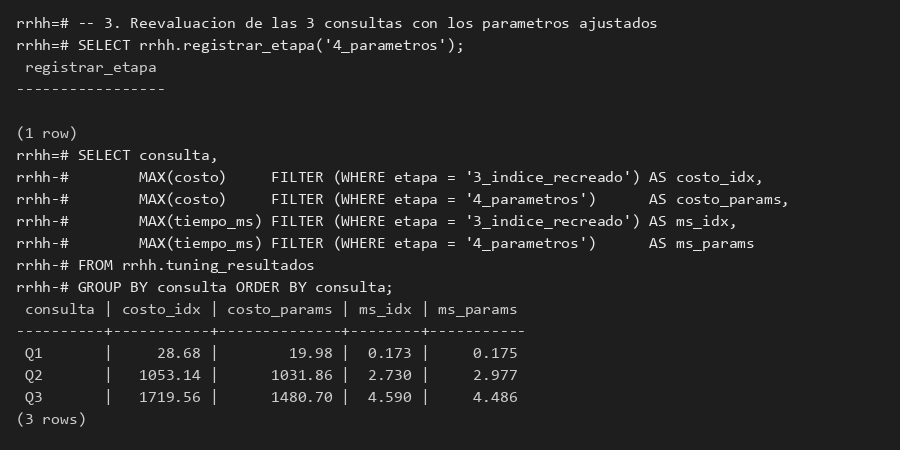 rrhh=# -- 3. Reevaluacion de las 3 consultas con los parametros ajustados
rrhh=# SELECT rrhh.registrar_etapa('4_parametros');
 registrar_etapa
-----------------

(1 row)
rrhh=# SELECT consulta,
rrhh-#        MAX(costo)     FILTER (WHERE etapa = '3_indice_recreado') AS costo_idx,
rrhh-#        MAX(costo)     FILTER (WHERE etapa = '4_parametros')      AS costo_params,
rrhh-#        MAX(tiempo_ms) FILTER (WHERE etapa = '3_indice_recreado') AS ms_idx,
rrhh-#        MAX(tiempo_ms) FILTER (WHERE etapa = '4_parametros')      AS ms_params
rrhh-# FROM rrhh.tuning_resultados
rrhh-# GROUP BY consulta ORDER BY consulta;
 consulta | costo_idx | costo_params | ms_idx | ms_params
----------+-----------+--------------+--------+-----------
 Q1       |     28.68 |        19.98 |  0.173 |     0.175
 Q2       |   1053.14 |      1031.86 |  2.730 |     2.977
 Q3       |   1719.56 |      1480.70 |  4.590 |     4.486
(3 rows)